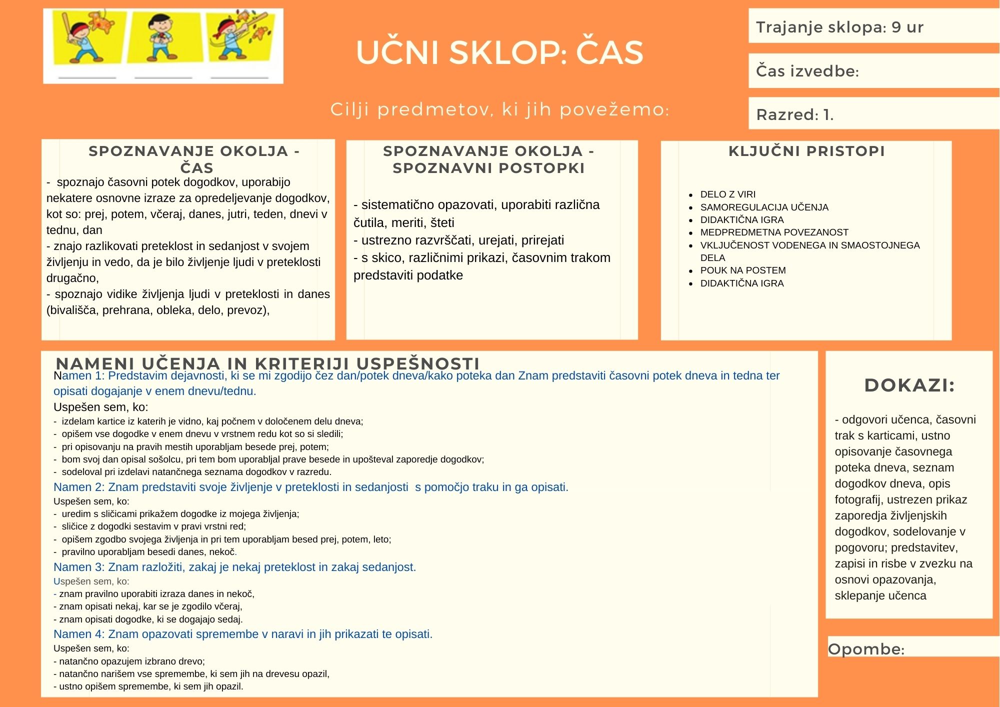 UČNI SKLOP: ČAS
Cilji predmetov, ki jih povežemo:
Trajanje sklopa: 9 ur
Čas izvedbe:
Razred: 1.
SPOZNAVANJE OKOLJA -
ČAS
-  spoznajo časovni potek dogodkov, uporabijo
nekatere osnovne izraze za opredeljevanje dogodkov,
kot so: prej, potem, včeraj, danes, jutri, teden, dnevi v
tednu, dan
- znajo razlikovati preteklost in sedanjost v svojem
življenju in vedo, da je bilo življenje ljudi v preteklosti
drugačno,
- spoznajo vidike življenja ljudi v preteklosti in danes
(bivališča, prehrana, obleka, delo, prevoz),
SPOZNAVANJE OKOLJA -
SPOZNAVNI POSTOPKI
- sistematično opazovati, uporabiti različna
čutila, meriti, šteti
- ustrezno razvrščati, urejati, prirejati
- s skico, različnimi prikazi, časovnim trakom
predstaviti podatke
KLJUČNI PRISTOPI
• DELO Z VIRI
• SAMOREGULACIJA UČENJA
• DIDAKTIČNA IGRA
• MEDPREDMETNA POVEZANOST
• VKLJUČENOST VODENEGA IN SMAOSTOJNEGA
DELA
• POUK NA POSTEM
• DIDAKTIČNA IGRA
NAMENI UČENJA IN KRITERIJI USPEŠNOSTI
Namen 1: Predstavim dejavnosti, ki se mi zgodijo čez dan/potek dneva/kako poteka dan Znam predstaviti časovni potek dneva in tedna ter
opisati dogajanje v enem dnevu/tednu.
Uspešen sem, ko:
-  izdelam kartice iz katerih je vidno, kaj počnem v določenem delu dneva;
-  opišem vse dogodke v enem dnevu v vrstnem redu kot so si sledili;
-  pri opisovanju na pravih mestih uporabljam besede prej, potem;
-  bom svoj dan opisal sošolcu, pri tem bom uporabljal prave besede in upošteval zaporedje dogodkov;
-  sodeloval pri izdelavi natančnega seznama dogodkov v razredu.
Namen 2: Znam predstaviti svoje življenje v preteklosti in sedanjosti  s pomočjo traku in ga opisati.
Uspešen sem, ko:
-  uredim s sličicami prikažem dogodke iz mojega življenja;
-  sličice z dogodki sestavim v pravi vrstni red;
-  opišem zgodbo svojega življenja in pri tem uporabljam besed prej, potem, leto;
-  pravilno uporabljam besedi danes, nekoč.
Namen 3: Znam razložiti, zakaj je nekaj preteklost in zakaj sedanjost.
Uspešen sem, ko:
- znam pravilno uporabiti izraza danes in nekoč,
- znam opisati nekaj, kar se je zgodilo včeraj,
- znam opisati dogodke, ki se dogajajo sedaj.
Namen 4: Znam opazovati spremembe v naravi in jih prikazati te opisati.
Uspešen sem, ko:
- natančno opazujem izbrano drevo;
- natančno narišem vse spremembe, ki sem jih na drevesu opazil,
- ustno opišem spremembe, ki sem jih opazil.
DOKAZI:
- odgovori učenca, časovni
trak s karticami, ustno
opisovanje časovnega
poteka dneva, seznam
dogodkov dneva, opis
fotografij, ustrezen prikaz
zaporedja življenjskih
dogodkov, sodelovanje v
pogovoru; predstavitev,
zapisi in risbe v zvezku na
osnovi opazovanja,
sklepanje učenca
Opombe: